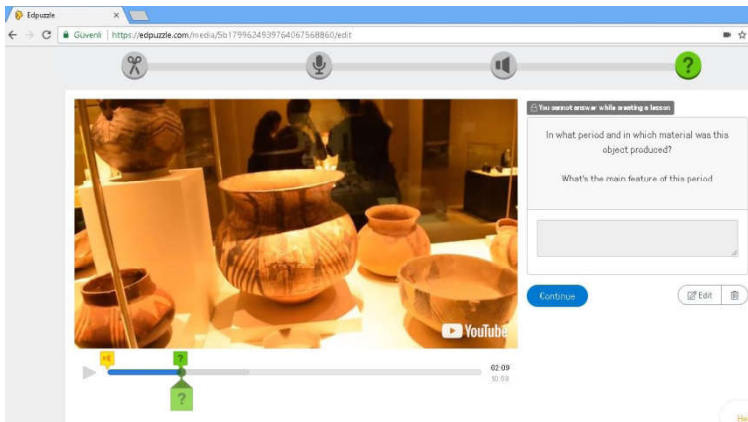 Edpuzzle
Güvenli | https://edpuzzle.com/media/5b1799624939764067568860/edit
?
You cannot answer while creating a lesson
In what period and in which material was this
object produced?
What's the main feature of this period
YouTube
Continue
Edit
?
02:09
10:58
?
He